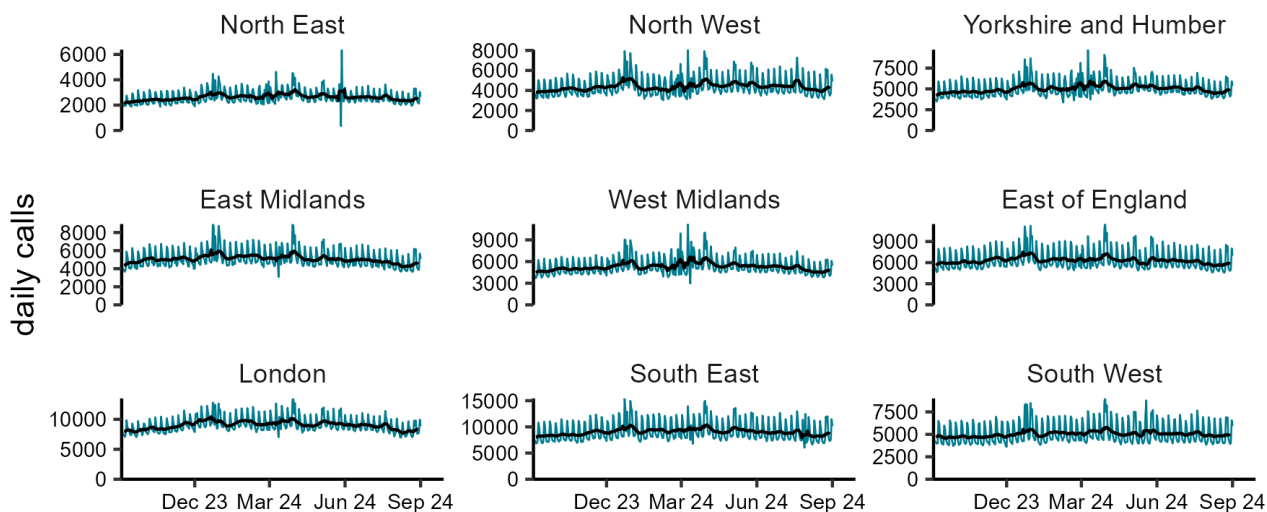 North East
North West
Yorkshire and Humber
6000
4000
2000
0
8000
6000
4000
2000
0
7500
5000
2500
0
daily calls
East Midlands
West Midlands
East of England
8000
6000
4000
2000
0
9000
6000
3000
0
9000
6000
3000
0
London
South East
South West
10000
5000
0
15000
10000
5000
0
7500
5000
2500
0
Dec 23 Mar 24 Jun 24 Sep 24
Dec 23 Mar 24 Jun 24 Sep 24
Dec 23 Mar 24 Jun 24 Sep 24